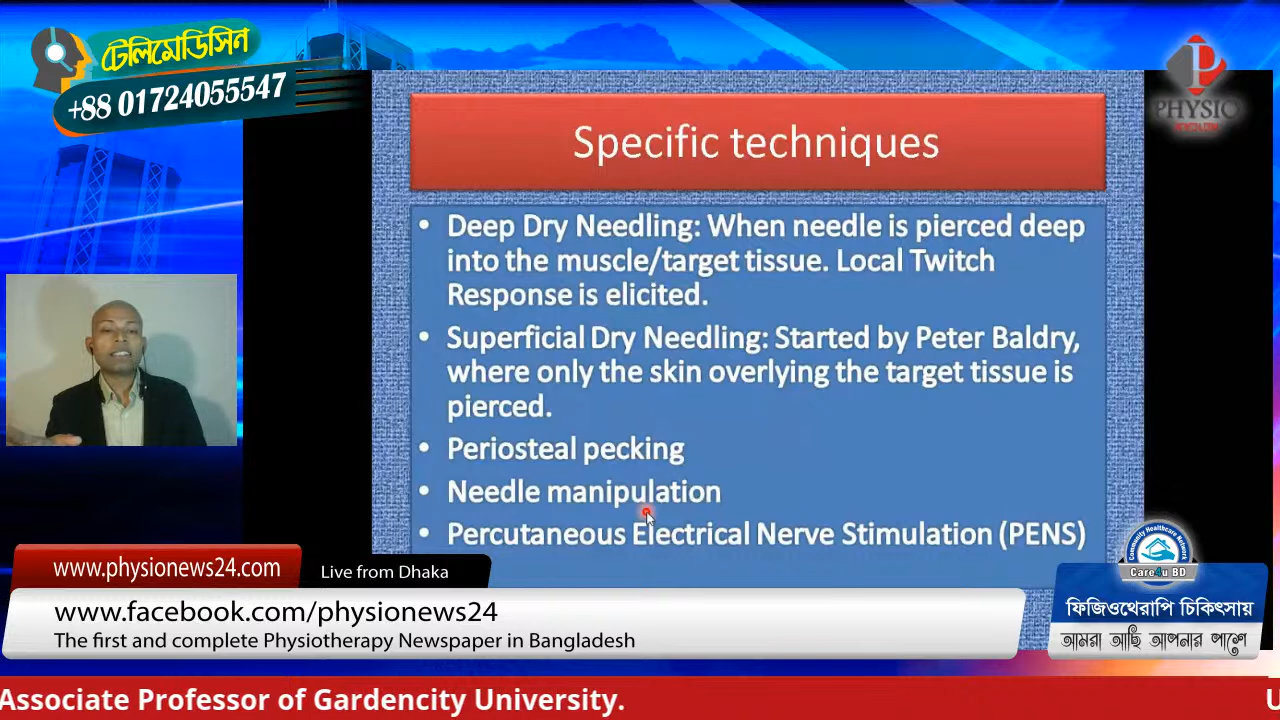 টেলিমেডিসিন
+88 01724055547
PHYSIO
Specific techniques
• Deep Dry Needling: When needle is pierced deep
into the muscle/target tissue. Local Twitch
Response is elicited.
• Superficial Dry Needling: Started by Peter Baldry,
where only the skin overlying the target tissue is
pierced.
• Periosteal pecking
• Needle manipulation
• Percutaneous Electrical Nerve Stimulation (PENS)
www.physionews24.com
Live from Dhaka
www.facebook.com/physionews24
The first and complete Physiotherapy Newspaper in Bangladesh
Community Healthcare Network
Care4u BD
ফিজিওথেরাপি চিকিৎসায়
আমরা আছি আপনার পাশে
Associate Professor of Gardencity University.
U